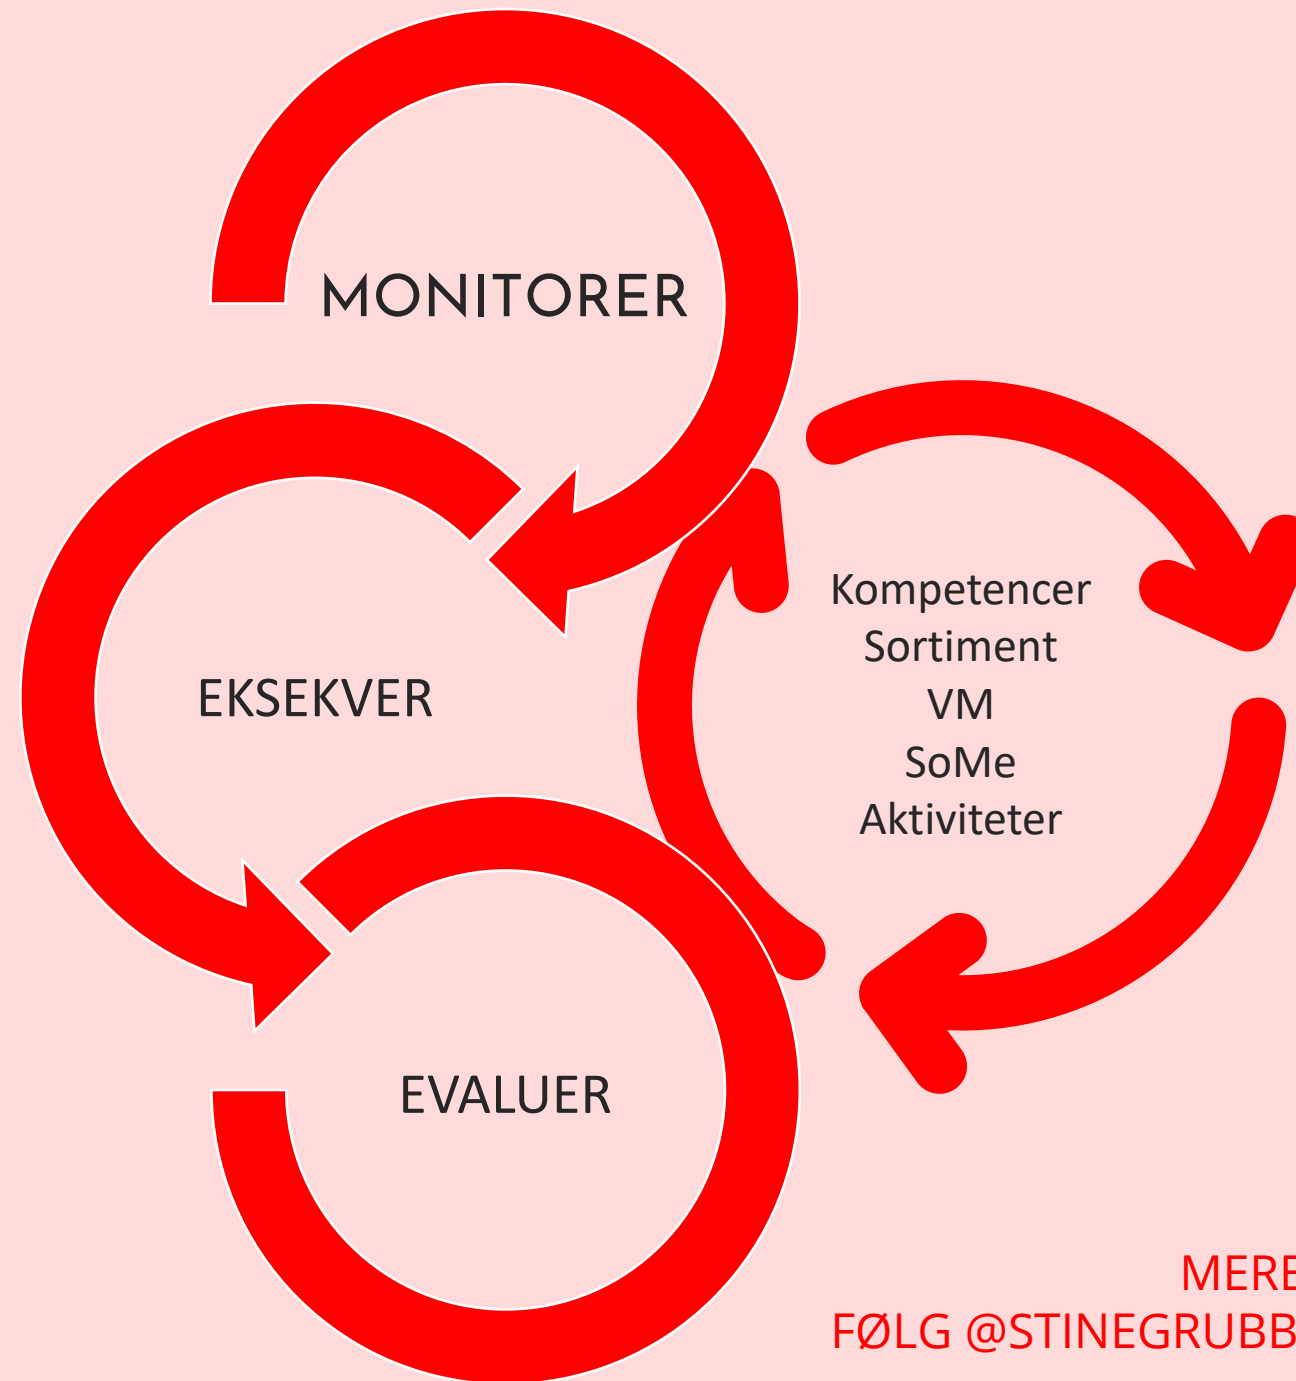 MONITORER
EKSEKVER
EVALUER
Kompetencer
Sortiment
VM
SoMe
Aktiviteter
MERE
FØLG @STINEGRUBB